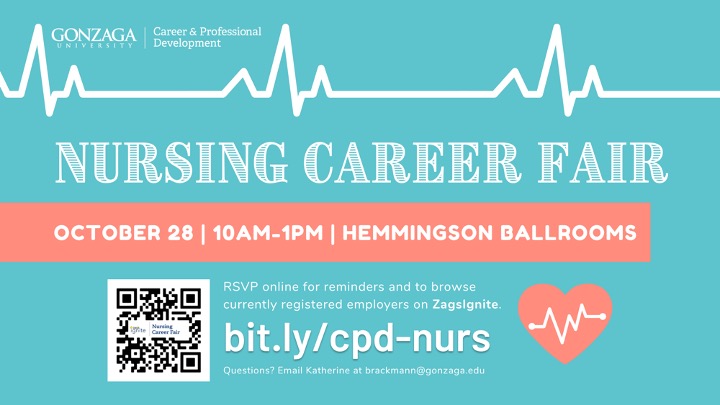 GONZAGA
UNIVERSITY
Career & Professional
Development
NURSING CAREER FAIR
OCTOBER 28 | 10AM-1PM | HEMMINGSON BALLROOMS
RSVP online for reminders and to browse
currently registered employers on ZagsIgnite.
bit.ly/cpd-nurs
Questions? Email Katherine at brackmann@gonzaga.edu
ignite
Nursing
Career Fair